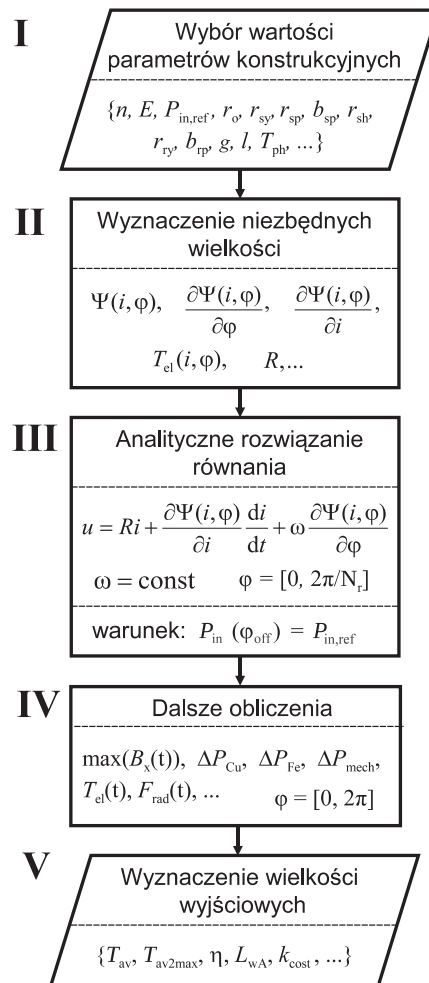 I
Wybór wartości
parametrów konstrukcyjnych
{n, E, P_in,ref, r_o, r_sy, r_sp, b_sp, r_sh,
r_ry, b_rp, g, l, T_ph, ...}
II
Wyznaczenie niezbędnych
wielkości
Ψ(i,φ), ∂Ψ(i,φ)/∂φ, ∂Ψ(i,φ)/∂i,
T_el(i,φ), R,...
III
Analityczne rozwiązanie
równania
u = Ri + ∂Ψ(i,φ)/∂i di/dt + ω ∂Ψ(i,φ)/∂φ
ω = const φ = [0, 2π/N_r]
warunek: P_in (φ_off) = P_in,ref
IV
Dalsze obliczenia
max(B_x(t)), ΔP_Cu, ΔP_Fe, ΔP_mech,
T_el(t), F_rad(t), ... φ = [0, 2π]
V
Wyznaczenie wielkości
wyjściowych
{T_av, T_av2max, η, L_wA, k_cost, ...}